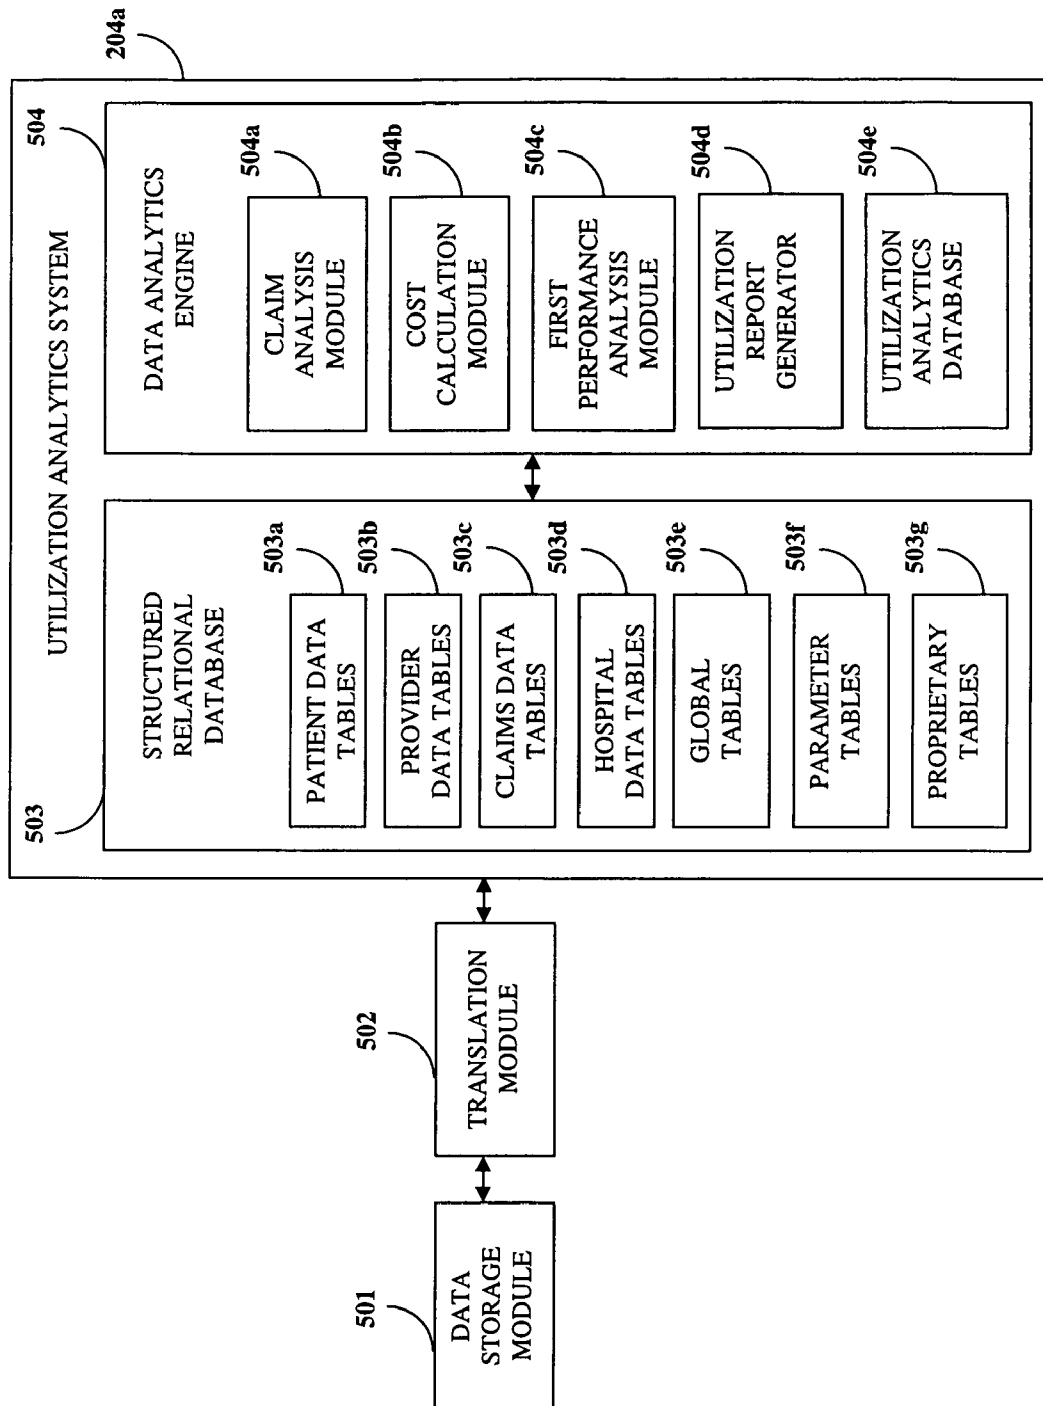 204a
UTILIZATION ANALYTICS SYSTEM
503
STRUCTURED
RELATIONAL
DATABASE
503a
PATIENT DATA
TABLES
503b
PROVIDER
DATA TABLES
503c
CLAIMS DATA
TABLES
503d
HOSPITAL
DATA TABLES
503e
GLOBAL
TABLES
503f
PARAMETER
TABLES
503g
PROPRIETARY
TABLES
504
DATA ANALYTICS
ENGINE
504a
CLAIM
ANALYSIS
MODULE
504b
COST
CALCULATION
MODULE
504c
FIRST
PERFORMANCE
ANALYSIS
MODULE
504d
UTILIZATION
REPORT
GENERATOR
504e
UTILIZATION
ANALYTICS
DATABASE
502
TRANSLATION
MODULE
501
DATA
STORAGE
MODULE